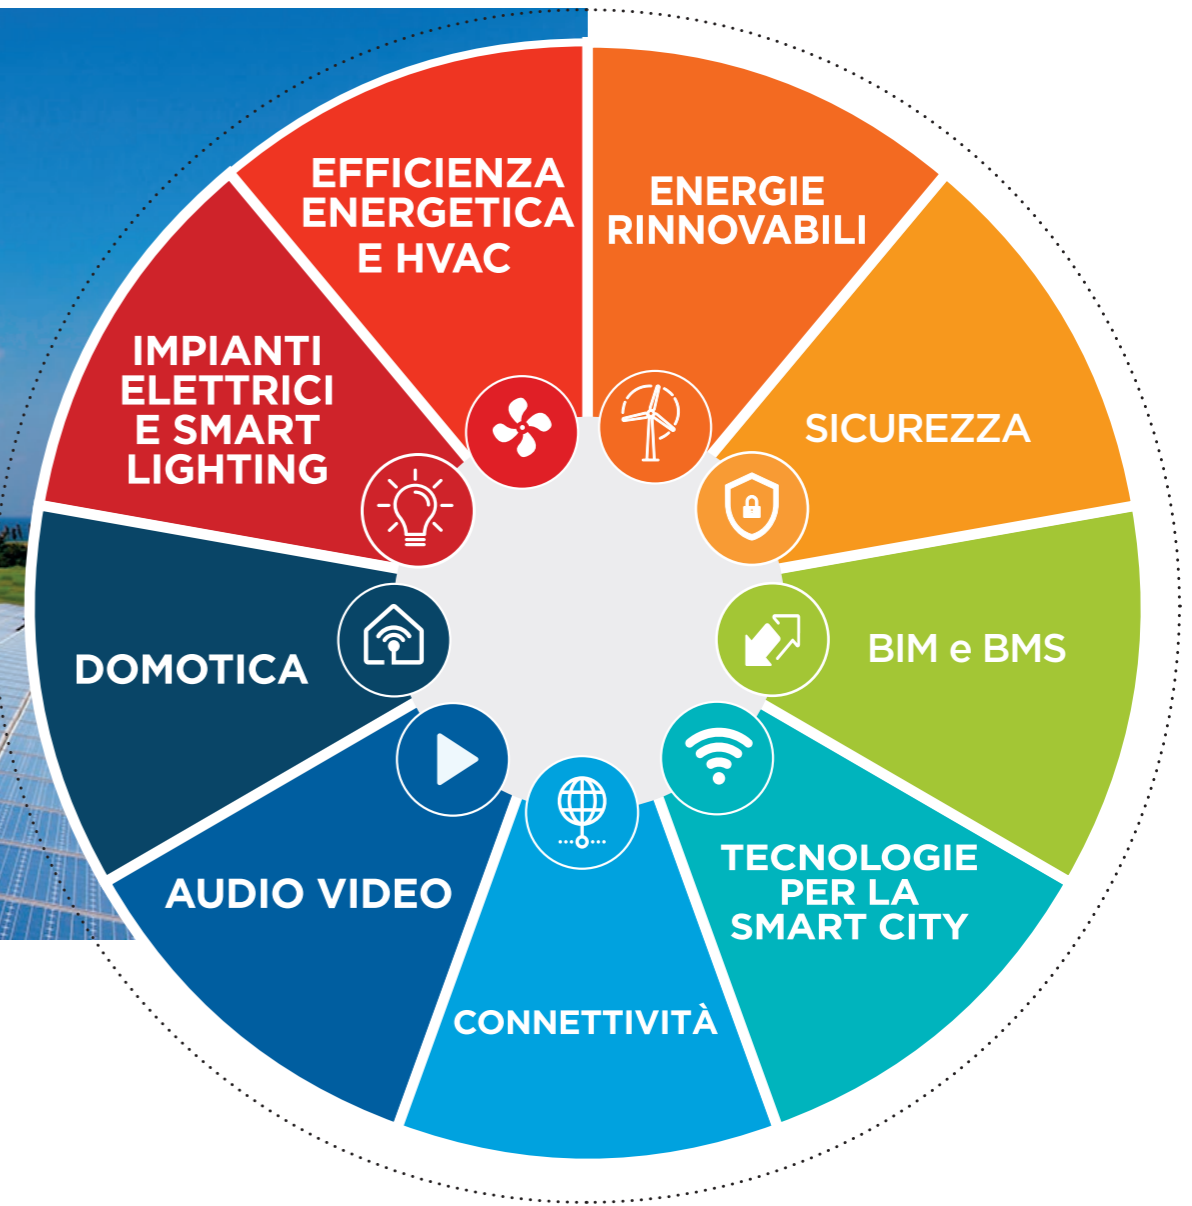 EFFICIENZA
ENERGETICA
E HVAC
ENERGIE
RINNOVABILI
SICUREZZA
BIM e BMS
TECNOLOGIE
PER LA
SMART CITY
CONNETTIVITÀ
AUDIO VIDEO
DOMOTICA
IMPIANTI
ELETTRICI
E SMART
LIGHTING